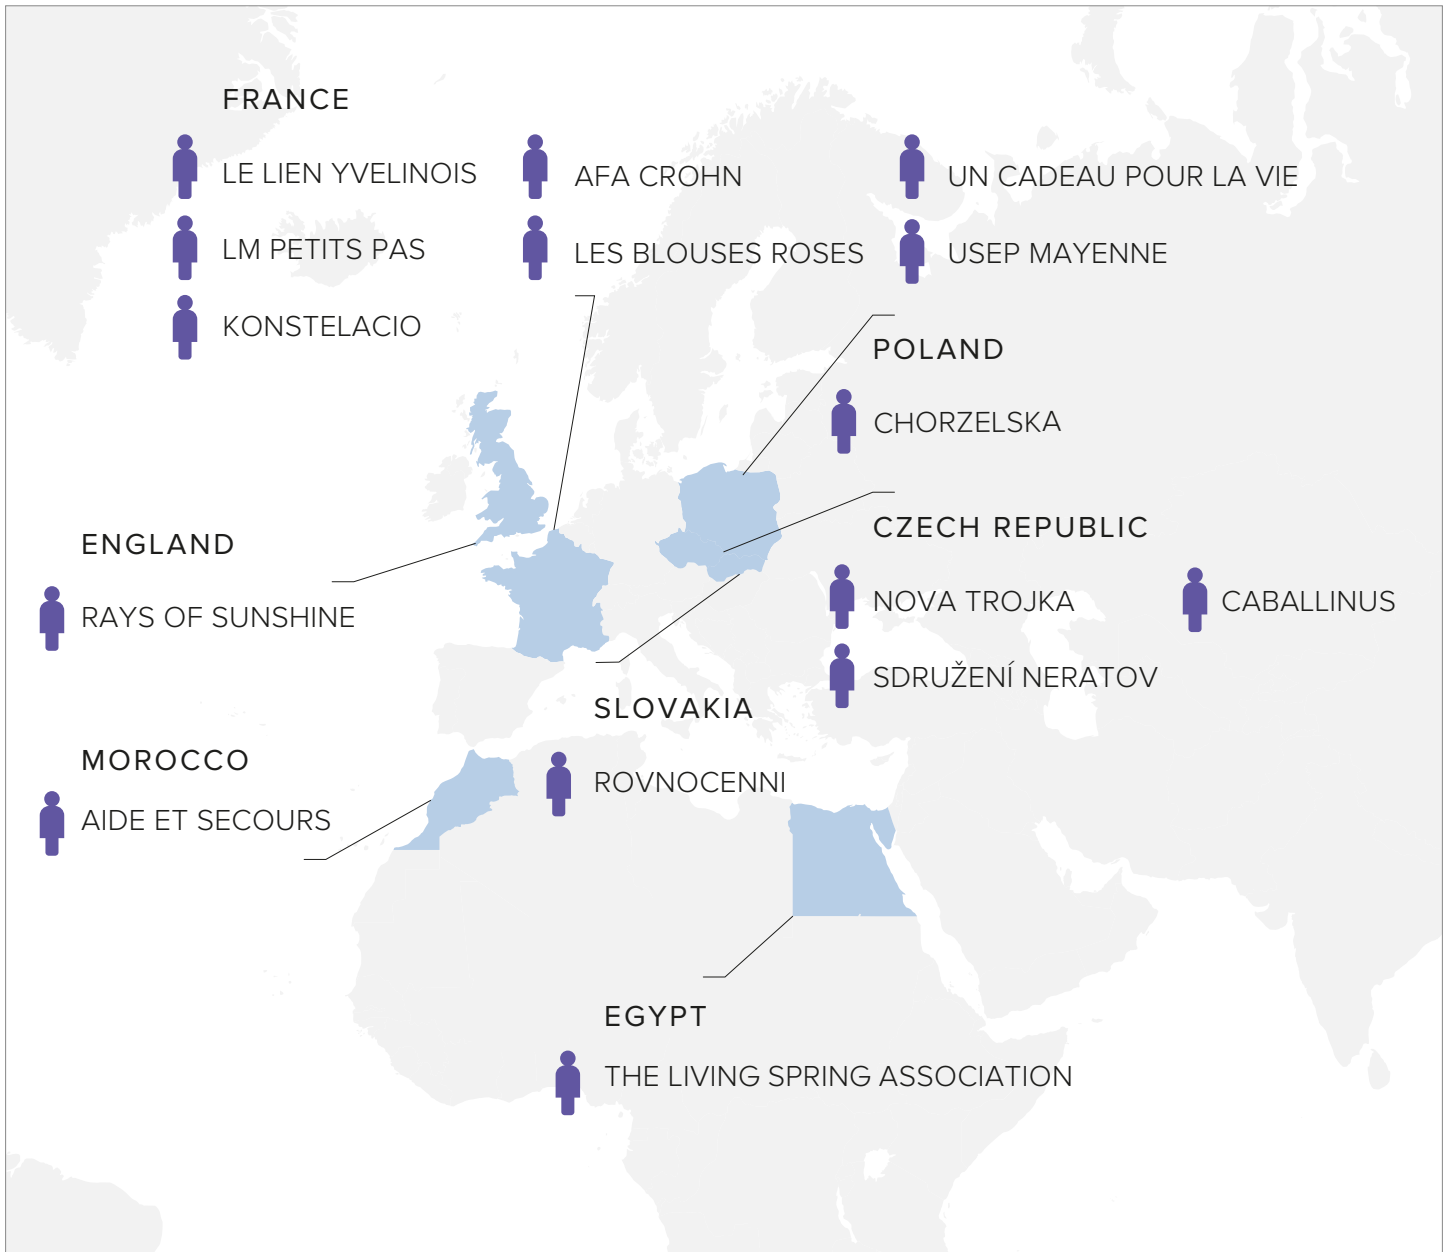 FRANCE
LE LIEN YVELINOIS
AFA CROHN
UN CADEAU POUR LA VIE
LM PETITS PAS
LES BLOUSES ROSES
USEP MAYENNE
KONSTELACIO
POLAND
CHORZELSKA
CZECH REPUBLIC
NOVA TROJKA
CABALLINUS
SDRUŽENÍ NERATOV
ENGLAND
RAYS OF SUNSHINE
SLOVAKIA
ROVNOCENNI
MOROCCO
AIDE ET SECOURS
EGYPT
THE LIVING SPRING ASSOCIATION